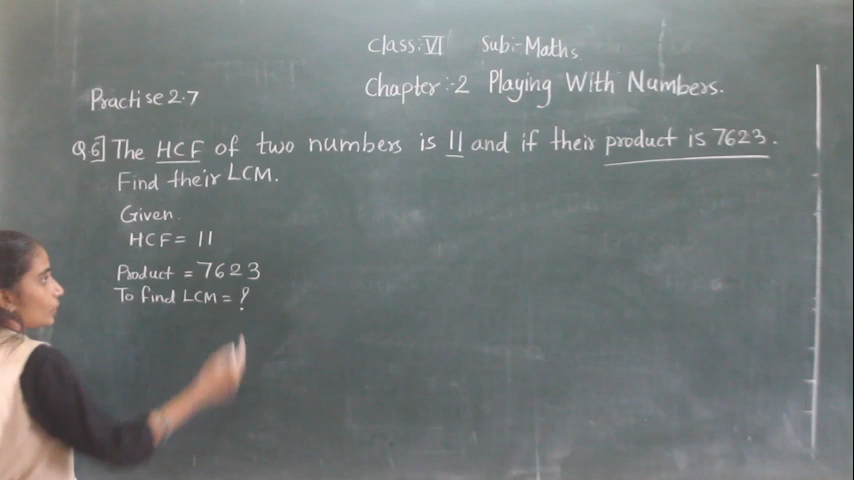 Class:VI Sub:-Maths
Chapter:-2 Playing With Numbers.
Practise 2.7
Q.6] The HCF of two numbers is 11 and if their product is 7623.
Find their LCM.
Given
HCF = 11
Product = 7623
To find LCM = ?